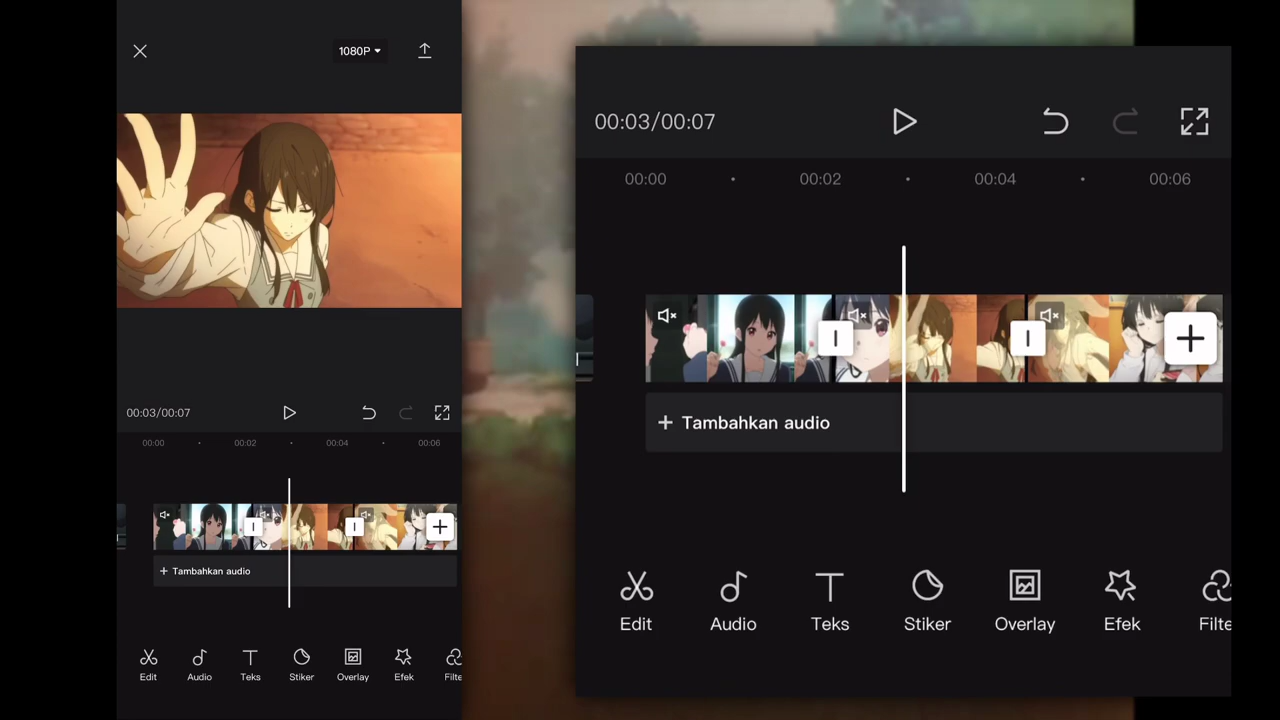 1080P
00:03/00:07
00:00 00:02 00:04 00:06
+ Tambahkan audio
Edit Audio Teks Stiker Overlay Efek Filte
00:03/00:07
00:00 00:02 00:04 00:06
+ Tambahkan audio
Edit Audio Teks Stiker Overlay Efek Filte